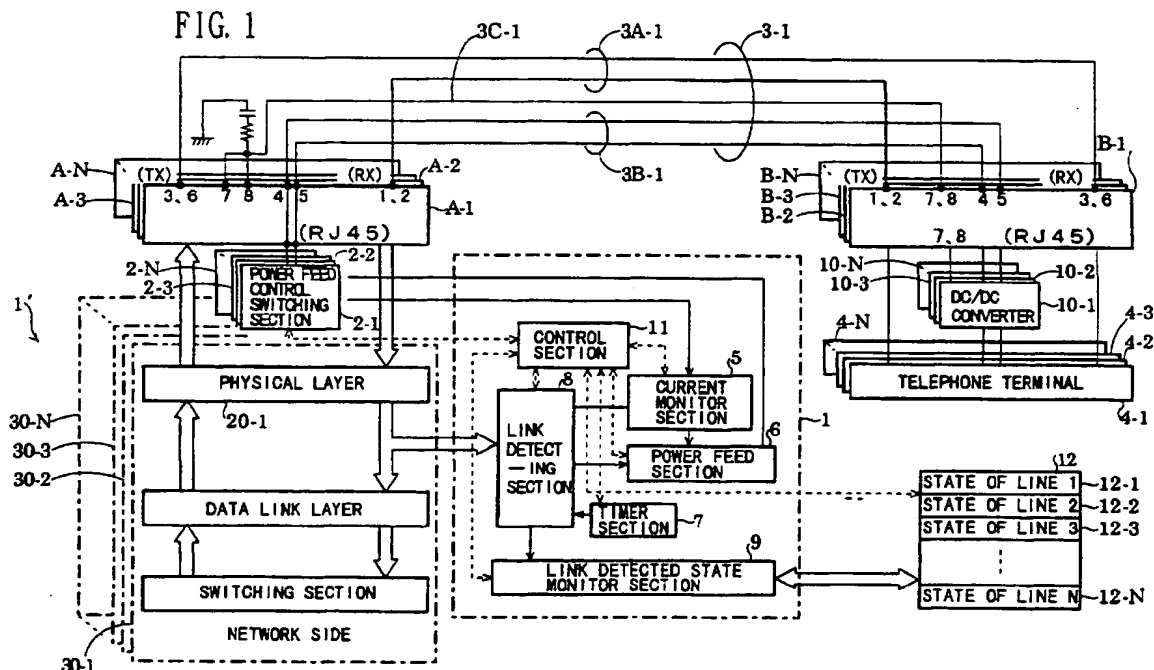 FIG. 1
3C-1
3A-1
3-1
A-N
(TX)
(RX)
A-2
3.6
7
8
4
5
1.2
A-3
A-1
(RJ45)
3B-1
B-1
B-N
(TX)
(RX)
1.2
7.8
4
5
3.6
B-3
B-2
7.8
(RJ45)
2-N
2-2
2-3
POWER FEED
CONTROL
SWITCHING
SECTION
2-1
10-N
10-2
10-3
DC/DC
CONVERTER
10-1
1'
4-N
4-3
4-2
TELEPHONE TERMINAL
4-1
11
CONTROL
SECTION
8
5
CURRENT
MONITOR
SECTION
1
PHYSICAL LAYER
20-1
30-N
30-3
30-2
LINK
DETECT
-ING
SECTION
6
POWER FEED
SECTION
12
STATE OF LINE 1
12-1
STATE OF LINE 2
12-2
STATE OF LINE 3
12-3
STATE OF LINE N
12-N
DATA LINK LAYER
TIMER
SECTION
7
9
LINK DETECTED STATE
MONITOR SECTION
SWITCHING SECTION
NETWORK SIDE
30-1